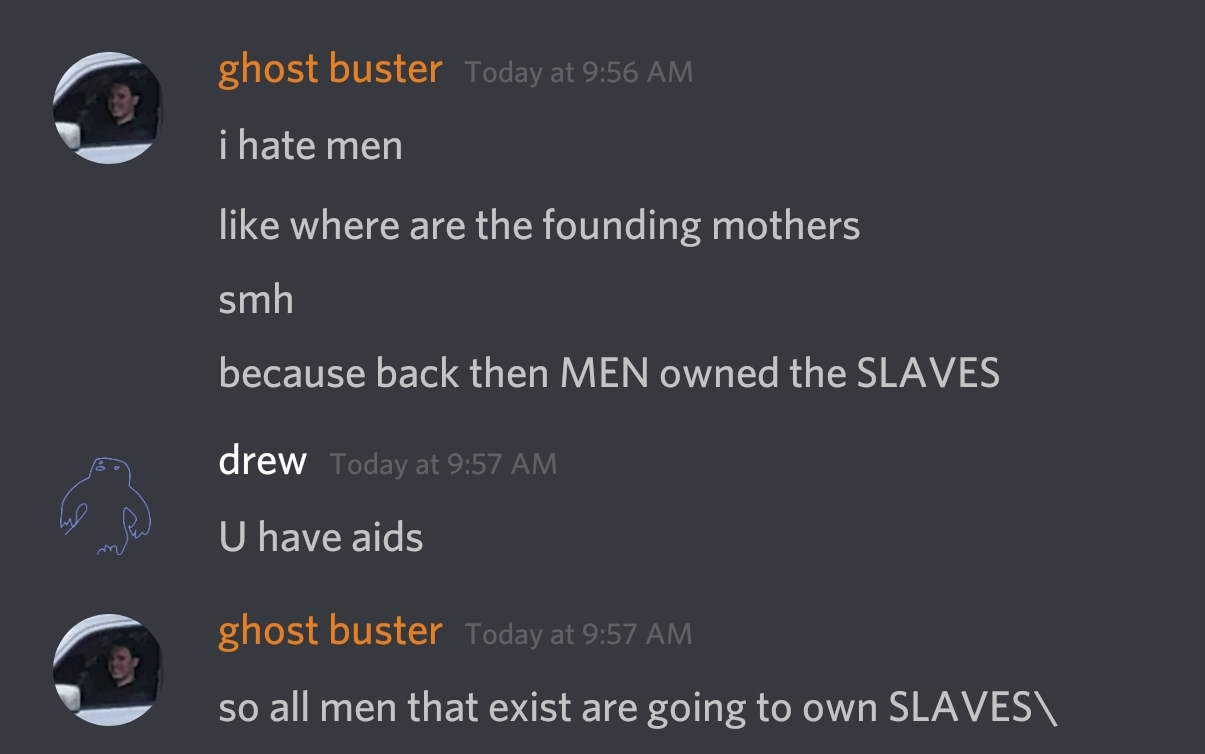 ghost buster Today at 9:56 AM
i hate men
like where are the founding mothers
smh
because back then MEN owned the SLAVES
drew Today at 9:57 AM
U have aids
ghost buster Today at 9:57 AM
so all men that exist are going to own SLAVES\